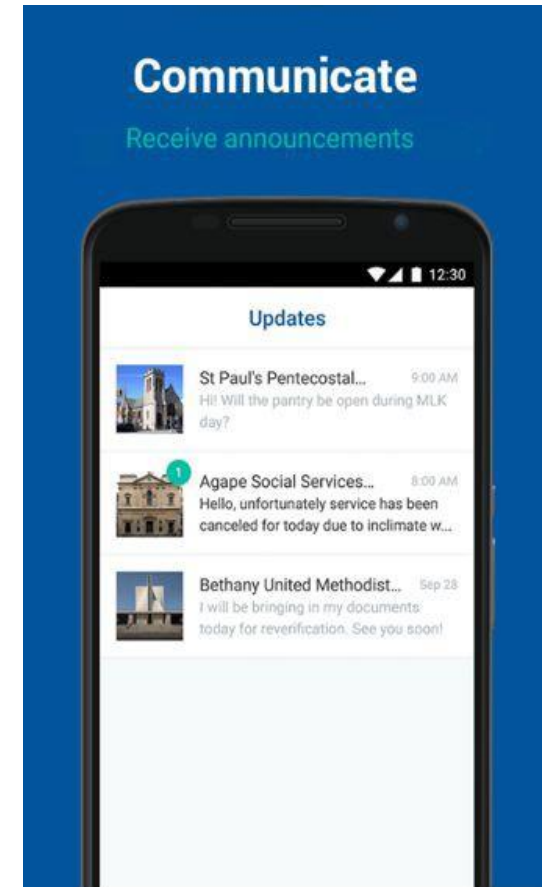 Communicate
Receive announcements
12:30
Updates
St Paul's Pentecostal... 9:00 AM
Hi! Will the pantry be open during MLK
day?
1
Agape Social Services... 8:00 AM
Hello, unfortunately service has been
canceled for today due to inclimate w...
Bethany United Methodist... Sep 28
I will be bringing in my documents
today for reverification. See you soon!